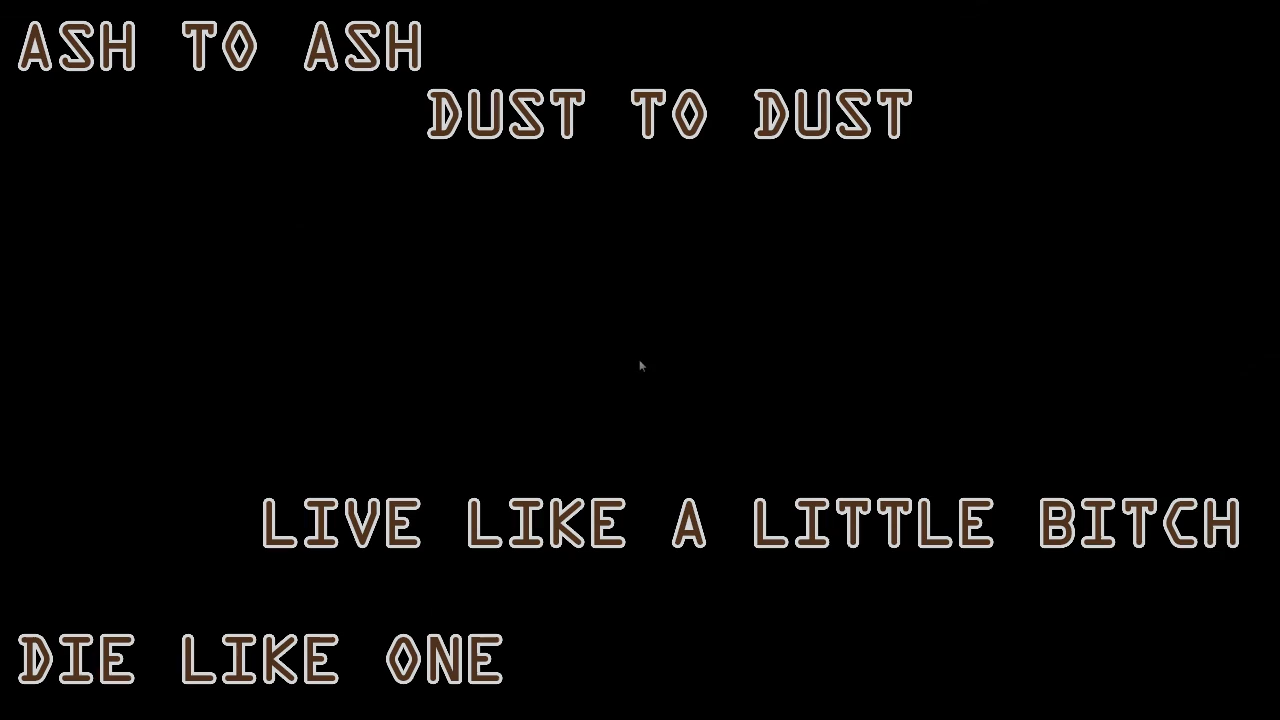 ASH TO ASH
DUST TO DUST
LIVE LIKE A LITTLE BITCH
DIE LIKE ONE